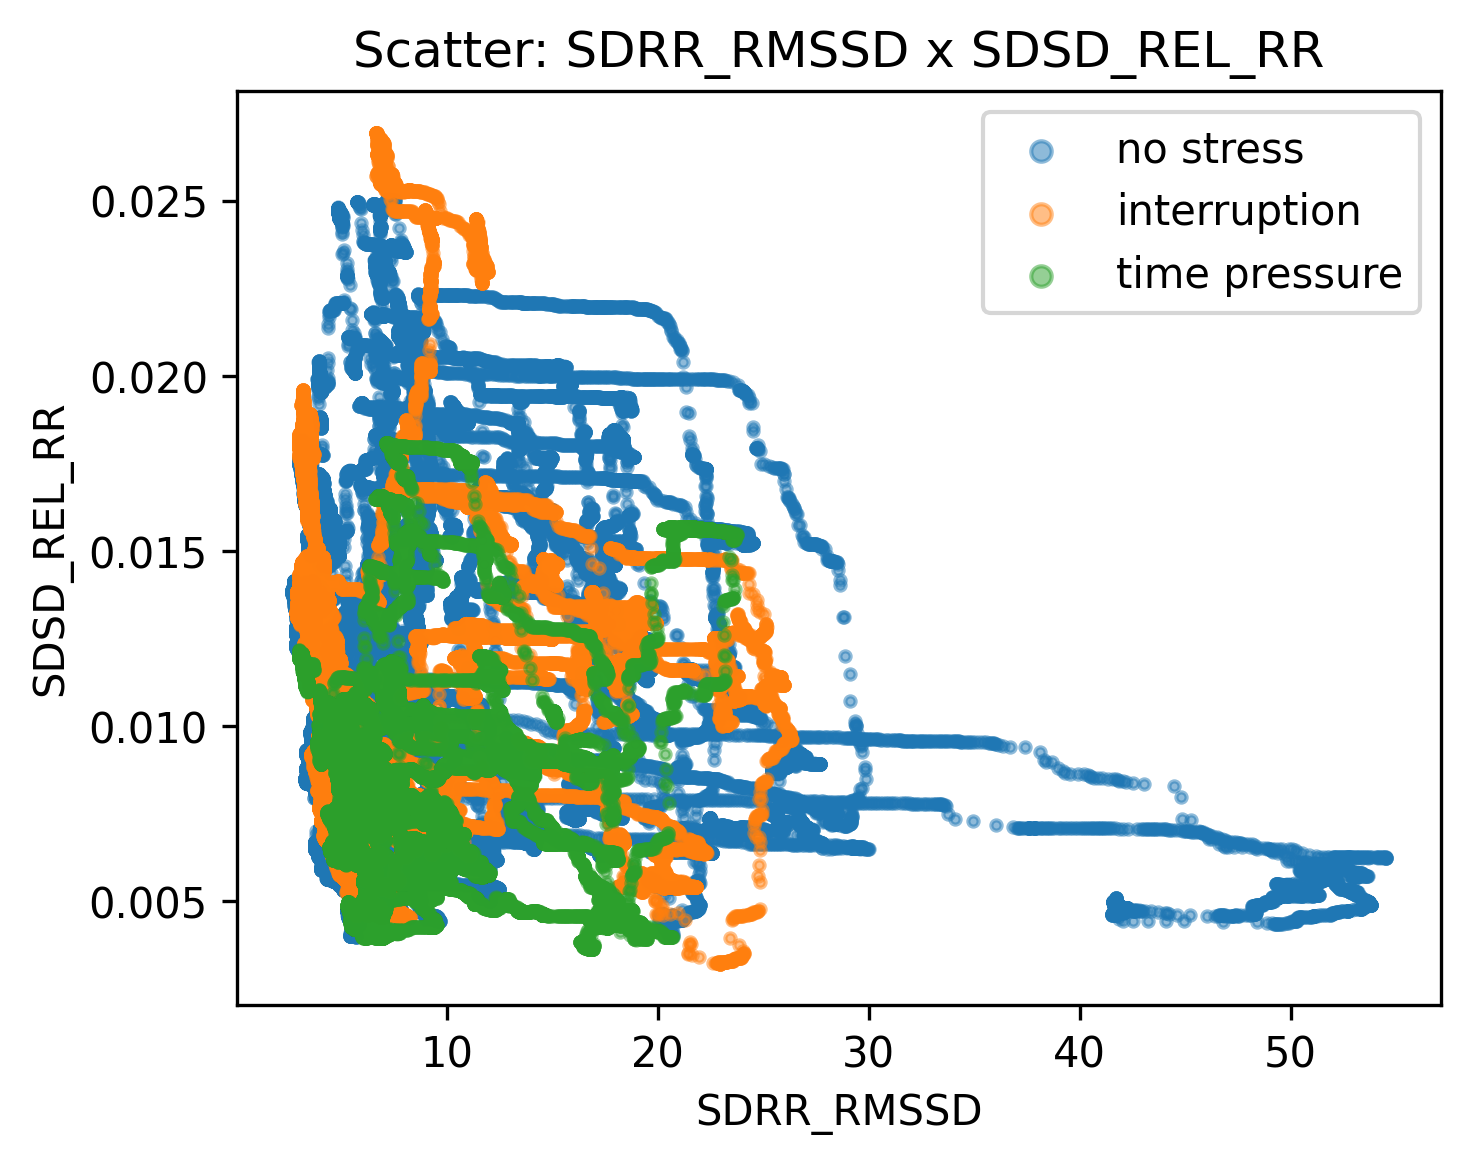 Scatter: SDRR_RMSSD x SDSD_REL_RR
no stress
interruption
time pressure
SDSD_REL_RR
0.025
0.020
0.015
0.010
0.005
10 20 30 40 50
SDRR_RMSSD